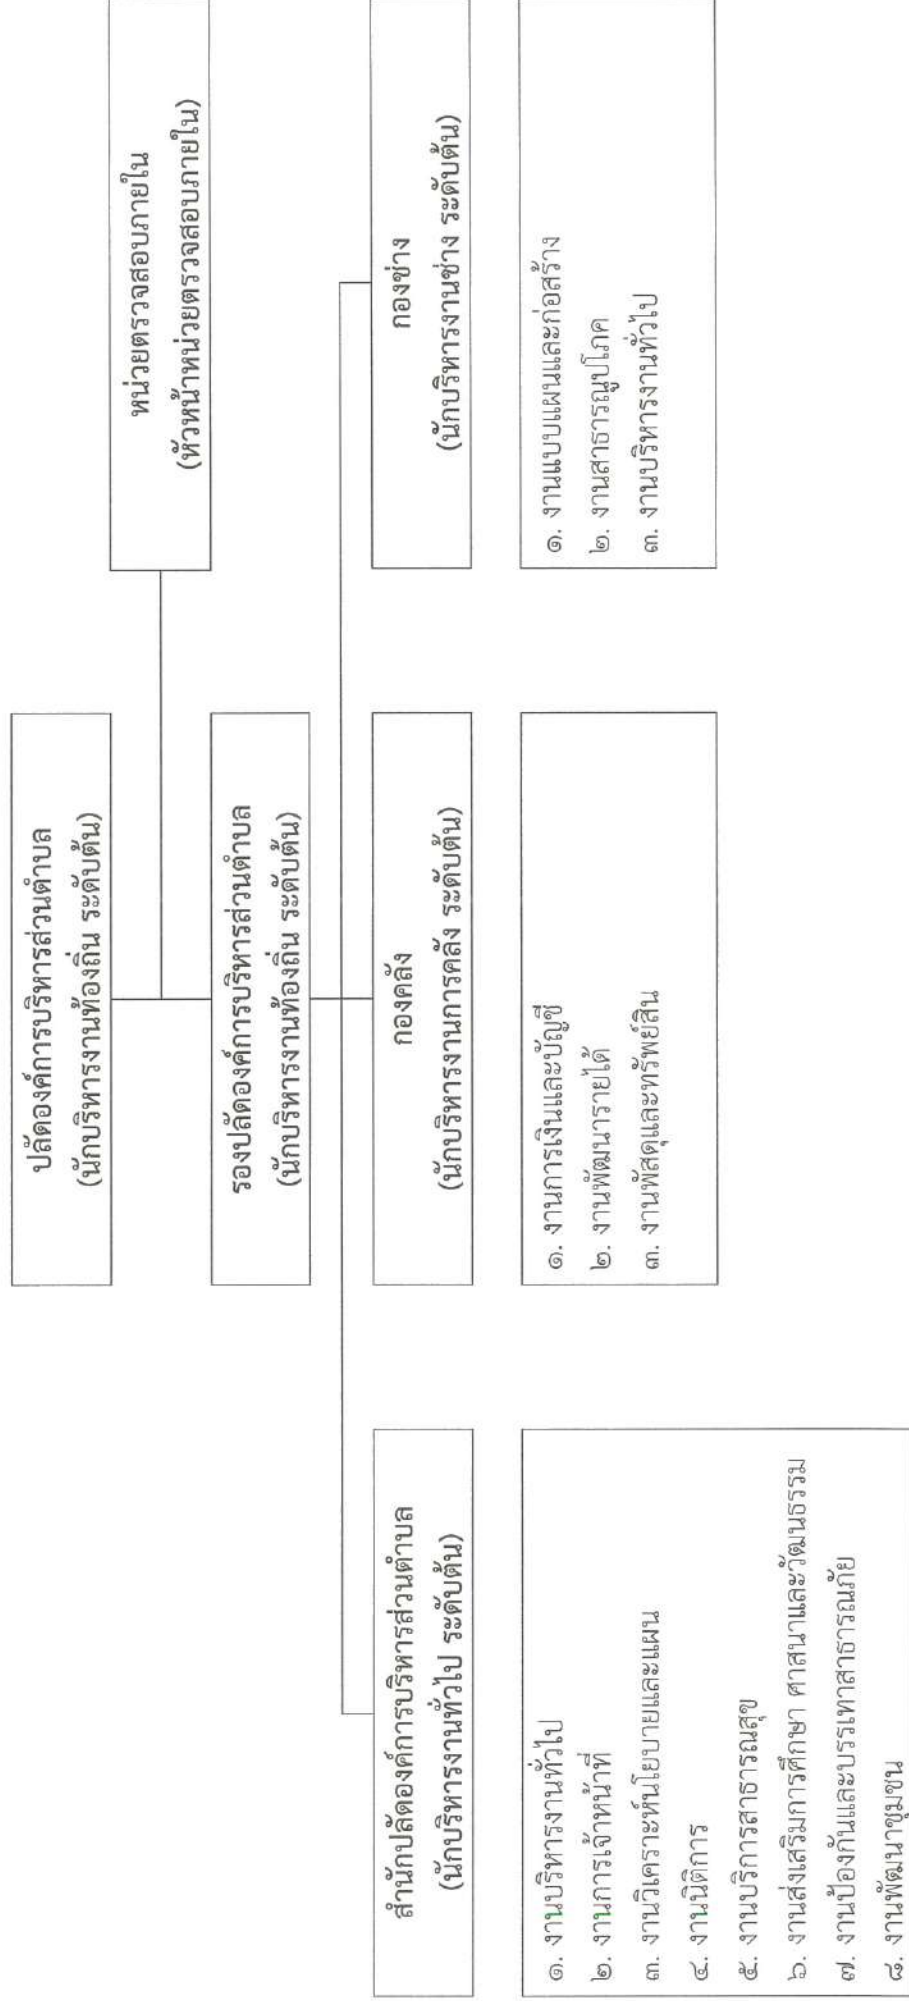 ปลัดองค์การบริหารส่วนตำบล
(นักบริหารงานท้องถิ่น ระดับต้น)
หน่วยตรวจสอบภายใน
(หัวหน้าหน่วยตรวจสอบภายใน)
รองปลัดองค์การบริหารส่วนตำบล
(นักบริหารงานท้องถิ่น ระดับต้น)
สำนักปลัดองค์การบริหารส่วนตำบล
(นักบริหารงานทั่วไป ระดับต้น)
กองคลัง
(นักบริหารงานการคลัง ระดับต้น)
กองช่าง
(นักบริหารงานช่าง ระดับต้น)
๑. งานบริหารงานทั่วไป
๒. งานการเจ้าหน้าที่
๓. งานวิเคราะห์นโยบายและแผน
๔. งานนิติการ
๕. งานบริการสาธารณสุข
๖. งานส่งเสริมการศึกษา ศาสนาและวัฒนธรรม
๗. งานป้องกันและบรรเทาสาธารณภัย
๘. งานพัฒนาชุมชน
๑. งานการเงินและบัญชี
๒. งานพัฒนารายได้
๓. งานพัสดุและทรัพย์สิน
๑. งานแบบแผนและก่อสร้าง
๒. งานสาธารณูปโภค
๓. งานบริหารงานทั่วไป